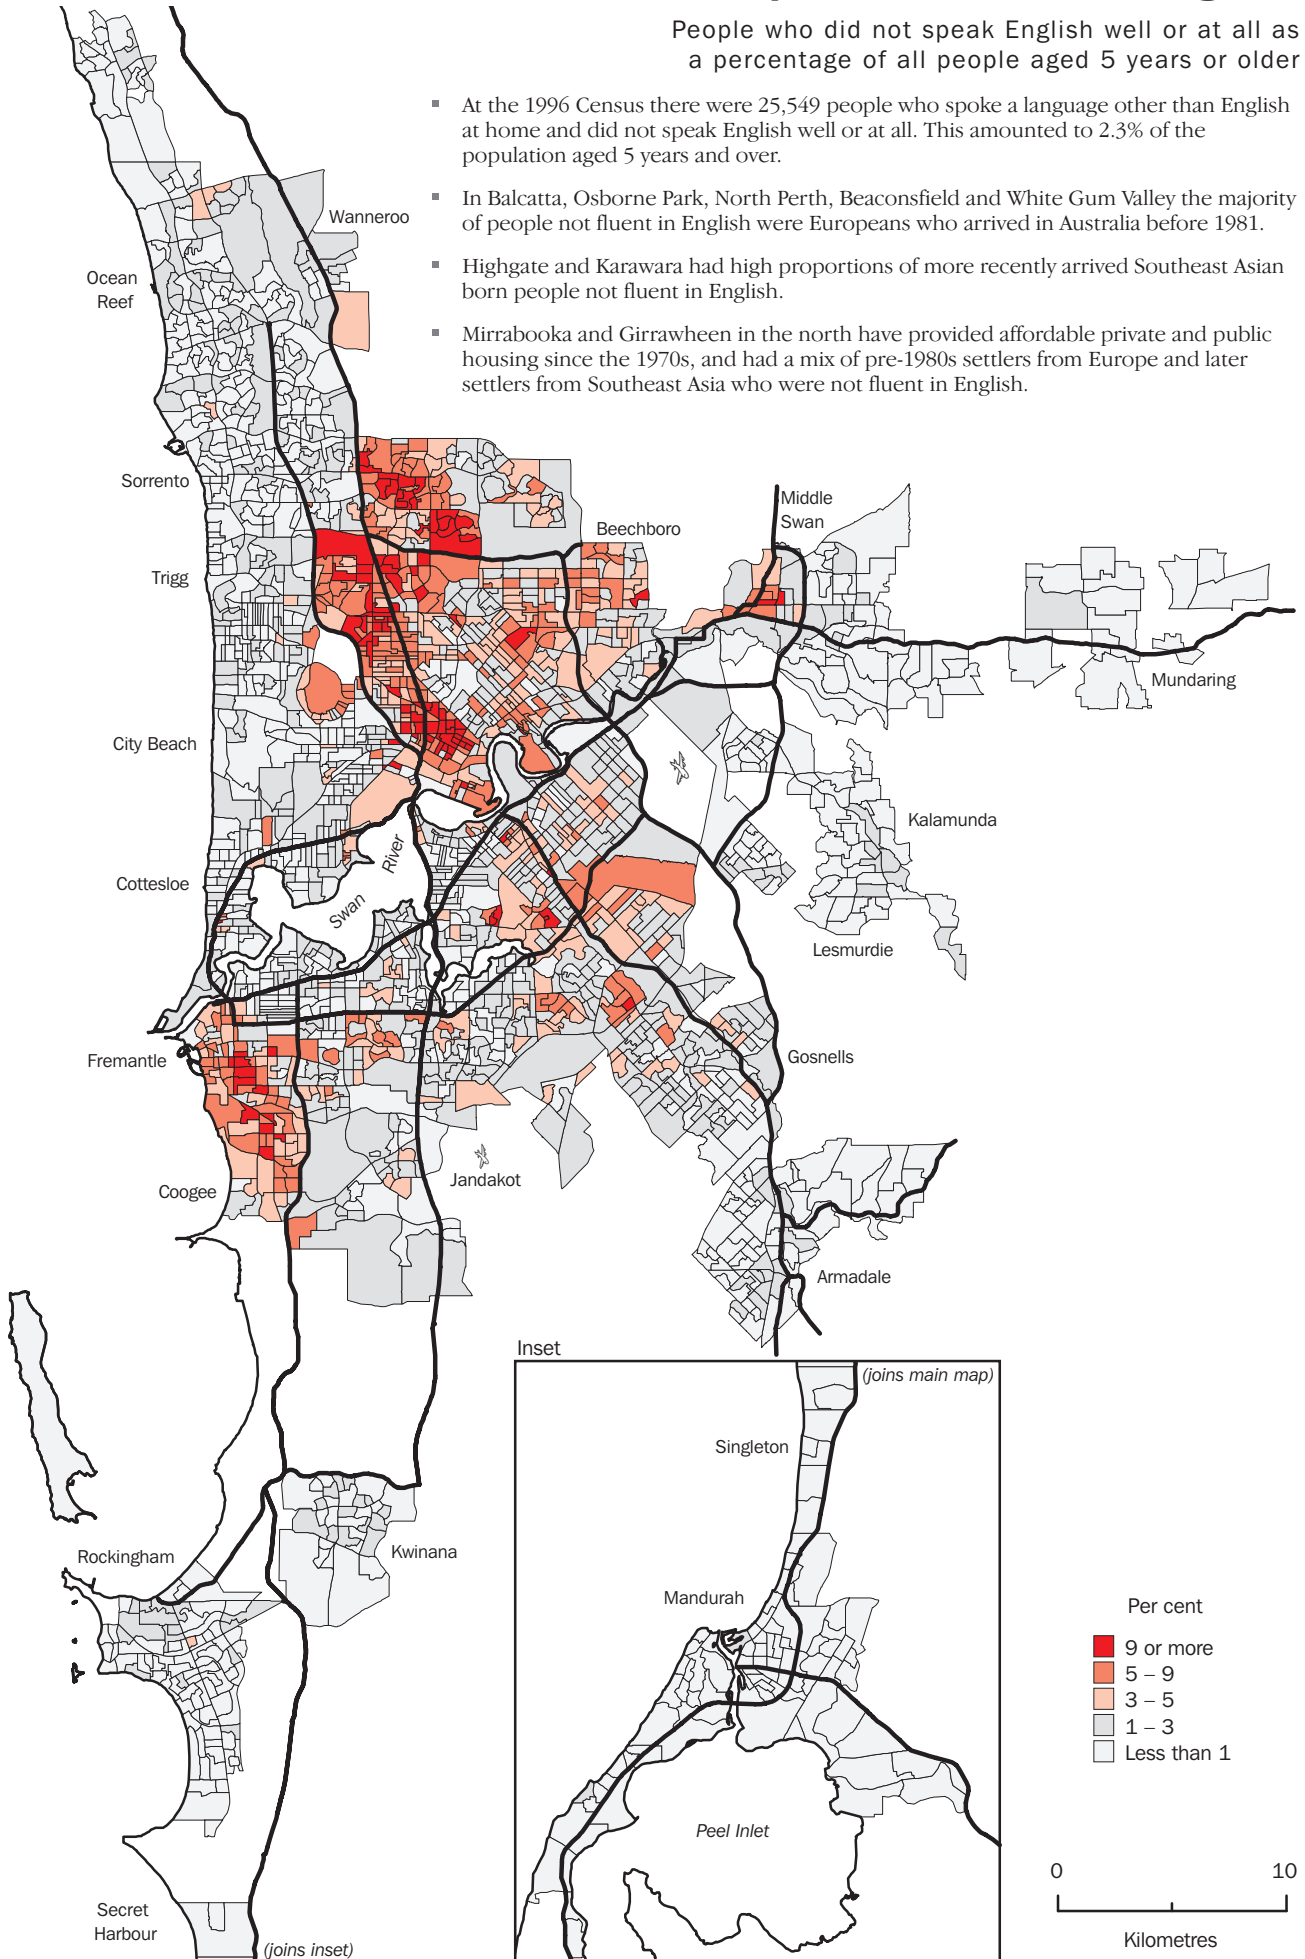 People who did not speak English well or at all as
a percentage of all people aged 5 years or older
▪ At the 1996 Census there were 25,549 people who spoke a language other than English
at home and did not speak English well or at all. This amounted to 2.3% of the
population aged 5 years and over.
▪ In Balcatta, Osborne Park, North Perth, Beaconsfield and White Gum Valley the majority
of people not fluent in English were Europeans who arrived in Australia before 1981.
▪ Highgate and Karawara had high proportions of more recently arrived Southeast Asian
born people not fluent in English.
▪ Mirrabooka and Girrawheen in the north have provided affordable private and public
housing since the 1970s, and had a mix of pre-1980s settlers from Europe and later
settlers from Southeast Asia who were not fluent in English.
Wanneroo
Ocean
Reef
Sorrento
Middle
Swan
Beechboro
Trigg
Mundaring
City Beach
Kalamunda
Cottesloe
Swan
River
Lesmurdie
Fremantle
Gosnells
Jandakot
Coogee
Armadale
Inset
(joins main map)
Singleton
Kwinana
Rockingham
Mandurah
Peel Inlet
Per cent
9 or more
5 – 9
3 – 5
1 – 3
Less than 1
0
10
Kilometres
Secret
Harbour
(joins inset)